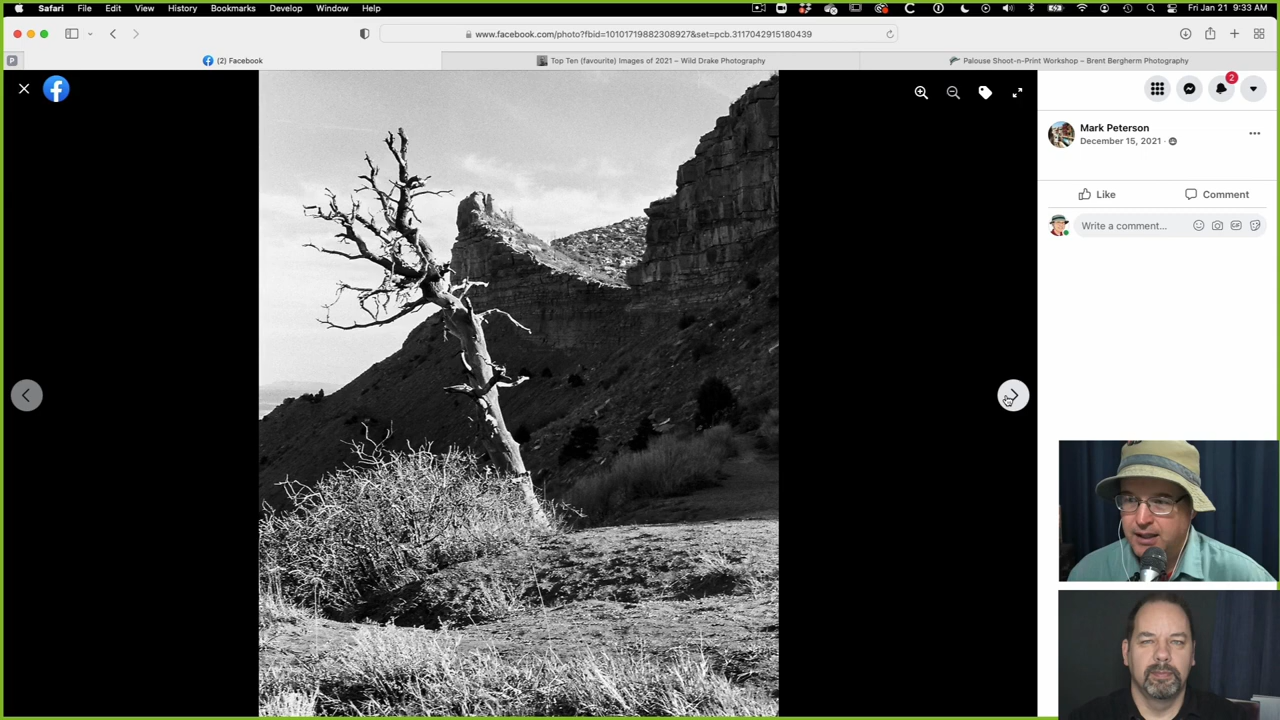 Safari File Edit View History Bookmarks Develop Window Help Fri Jan 21 9:33 AM
www.facebook.com/photo?fbid=10101719882308927&set=pcb.3117042915180439
P (2) Facebook Top Ten (favourite) Images of 2021 – Wild Drake Photography Palouse Shoot-n-Print Workshop – Brent Bergherm Photography
2
Mark Peterson
December 15, 2021 ·
Like Comment
Write a comment...